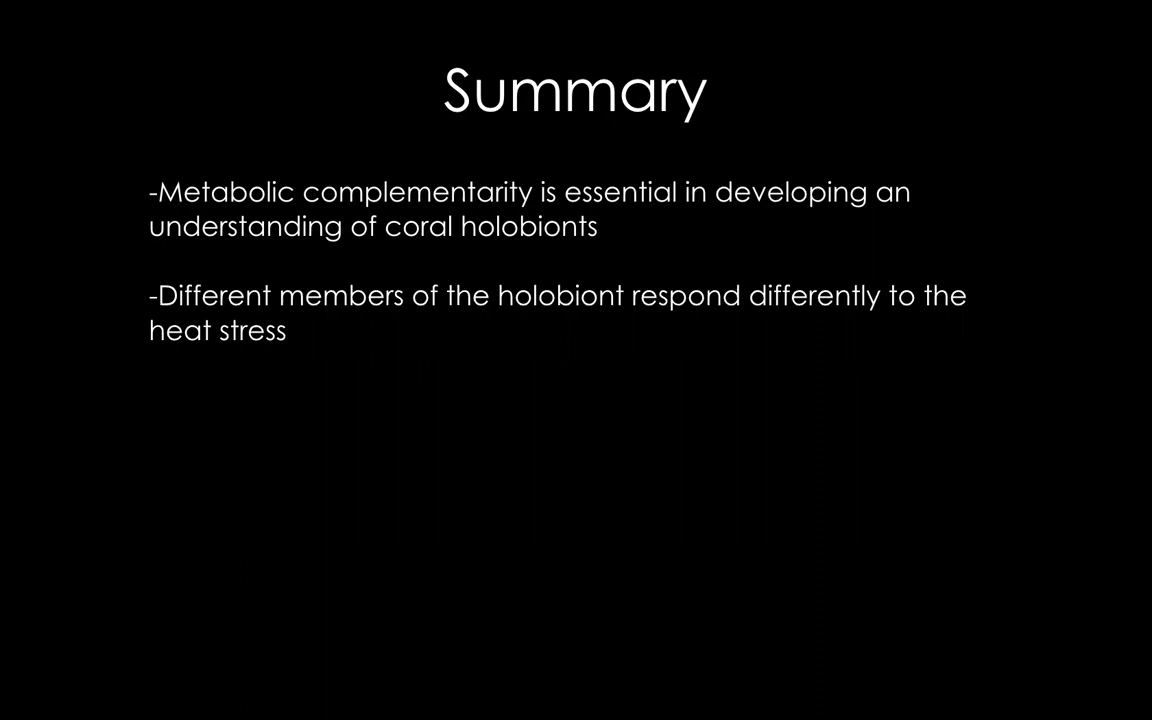 Summary
-Metabolic complementarity is essential in developing an
understanding of coral holobionts
-Different members of the holobiont respond differently to the
heat stress